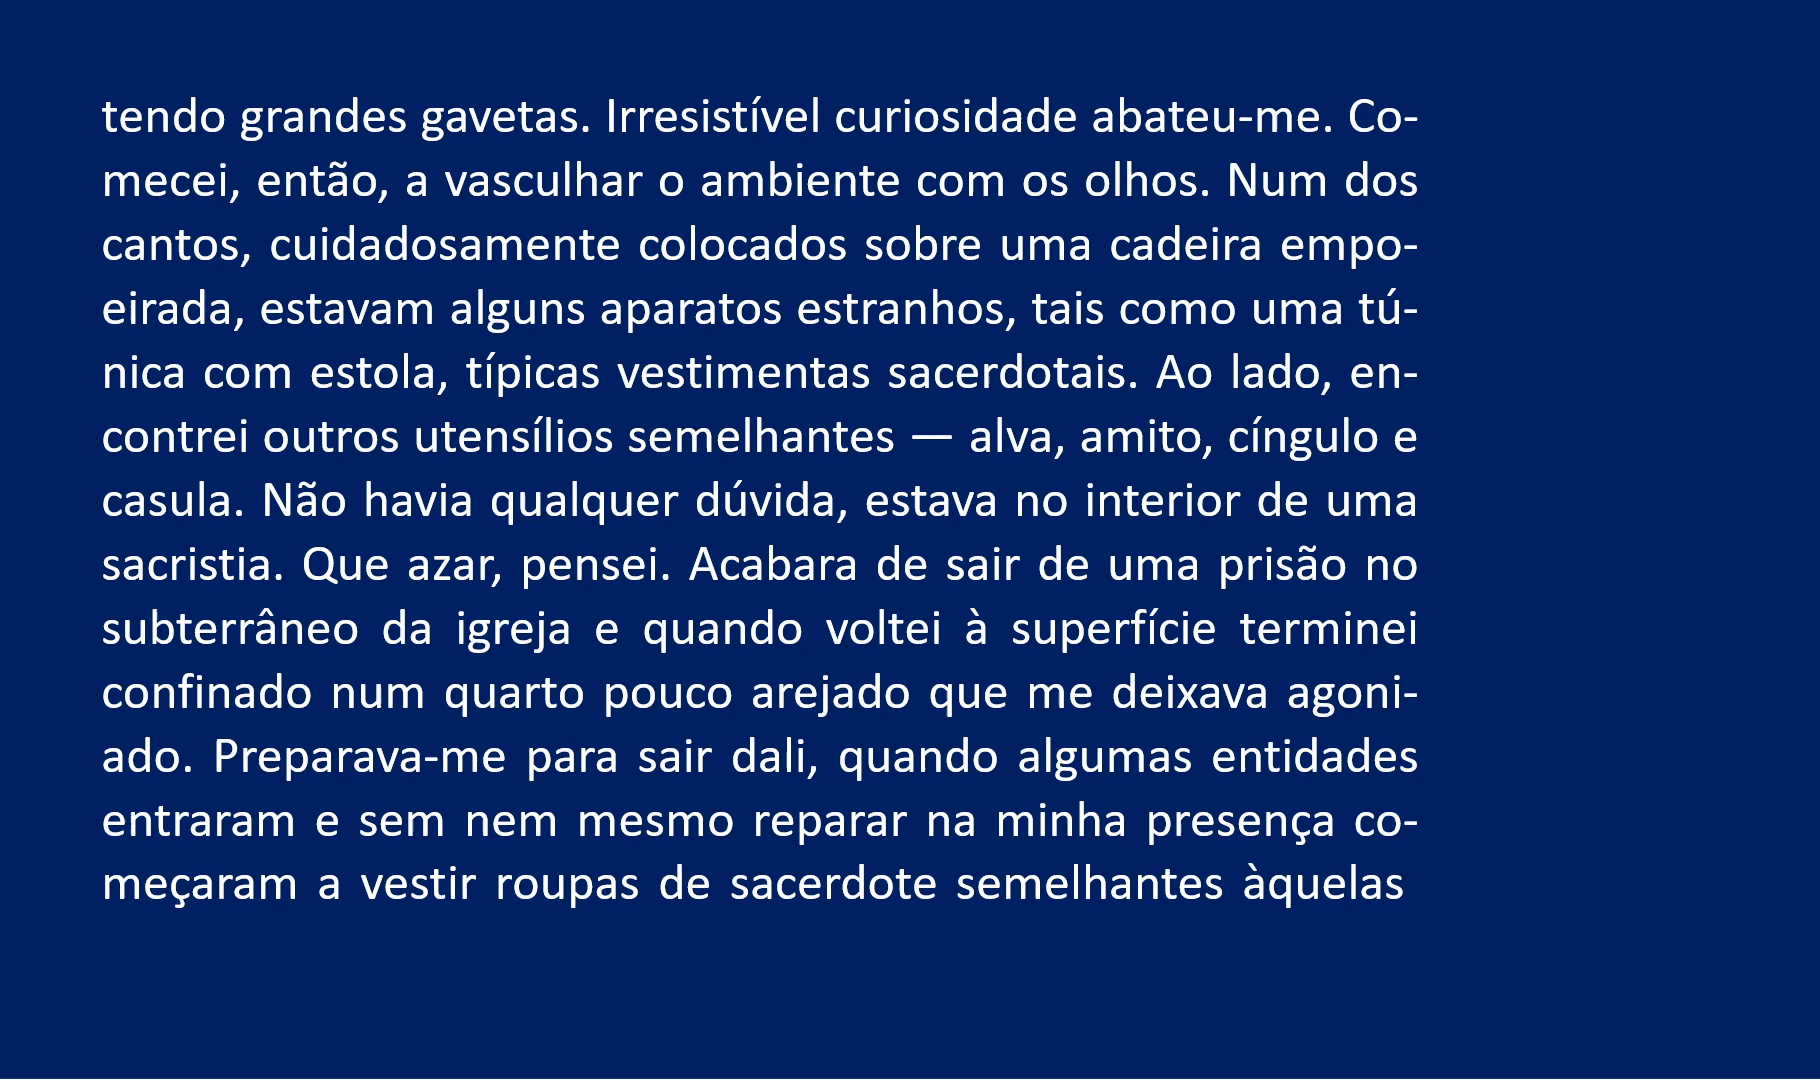 tendo grandes gavetas. Irresistível curiosidade abateu-me. Co-
mecei, então, a vasculhar o ambiente com os olhos. Num dos
cantos, cuidadosamente colocados sobre uma cadeira empo-
eirada, estavam alguns aparatos estranhos, tais como uma tú-
nica com estola, típicas vestimentas sacerdotais. Ao lado, en-
contrei outros utensílios semelhantes — alva, amito, cíngulo e
casula. Não havia qualquer dúvida, estava no interior de uma
sacristia. Que azar, pensei. Acabara de sair de uma prisão no
subterrâneo da igreja e quando voltei à superfície terminei
confinado num quarto pouco arejado que me deixava agoni-
ado. Preparava-me para sair dali, quando algumas entidades
entraram e sem nem mesmo reparar na minha presença co-
meçaram a vestir roupas de sacerdote semelhantes àquelas